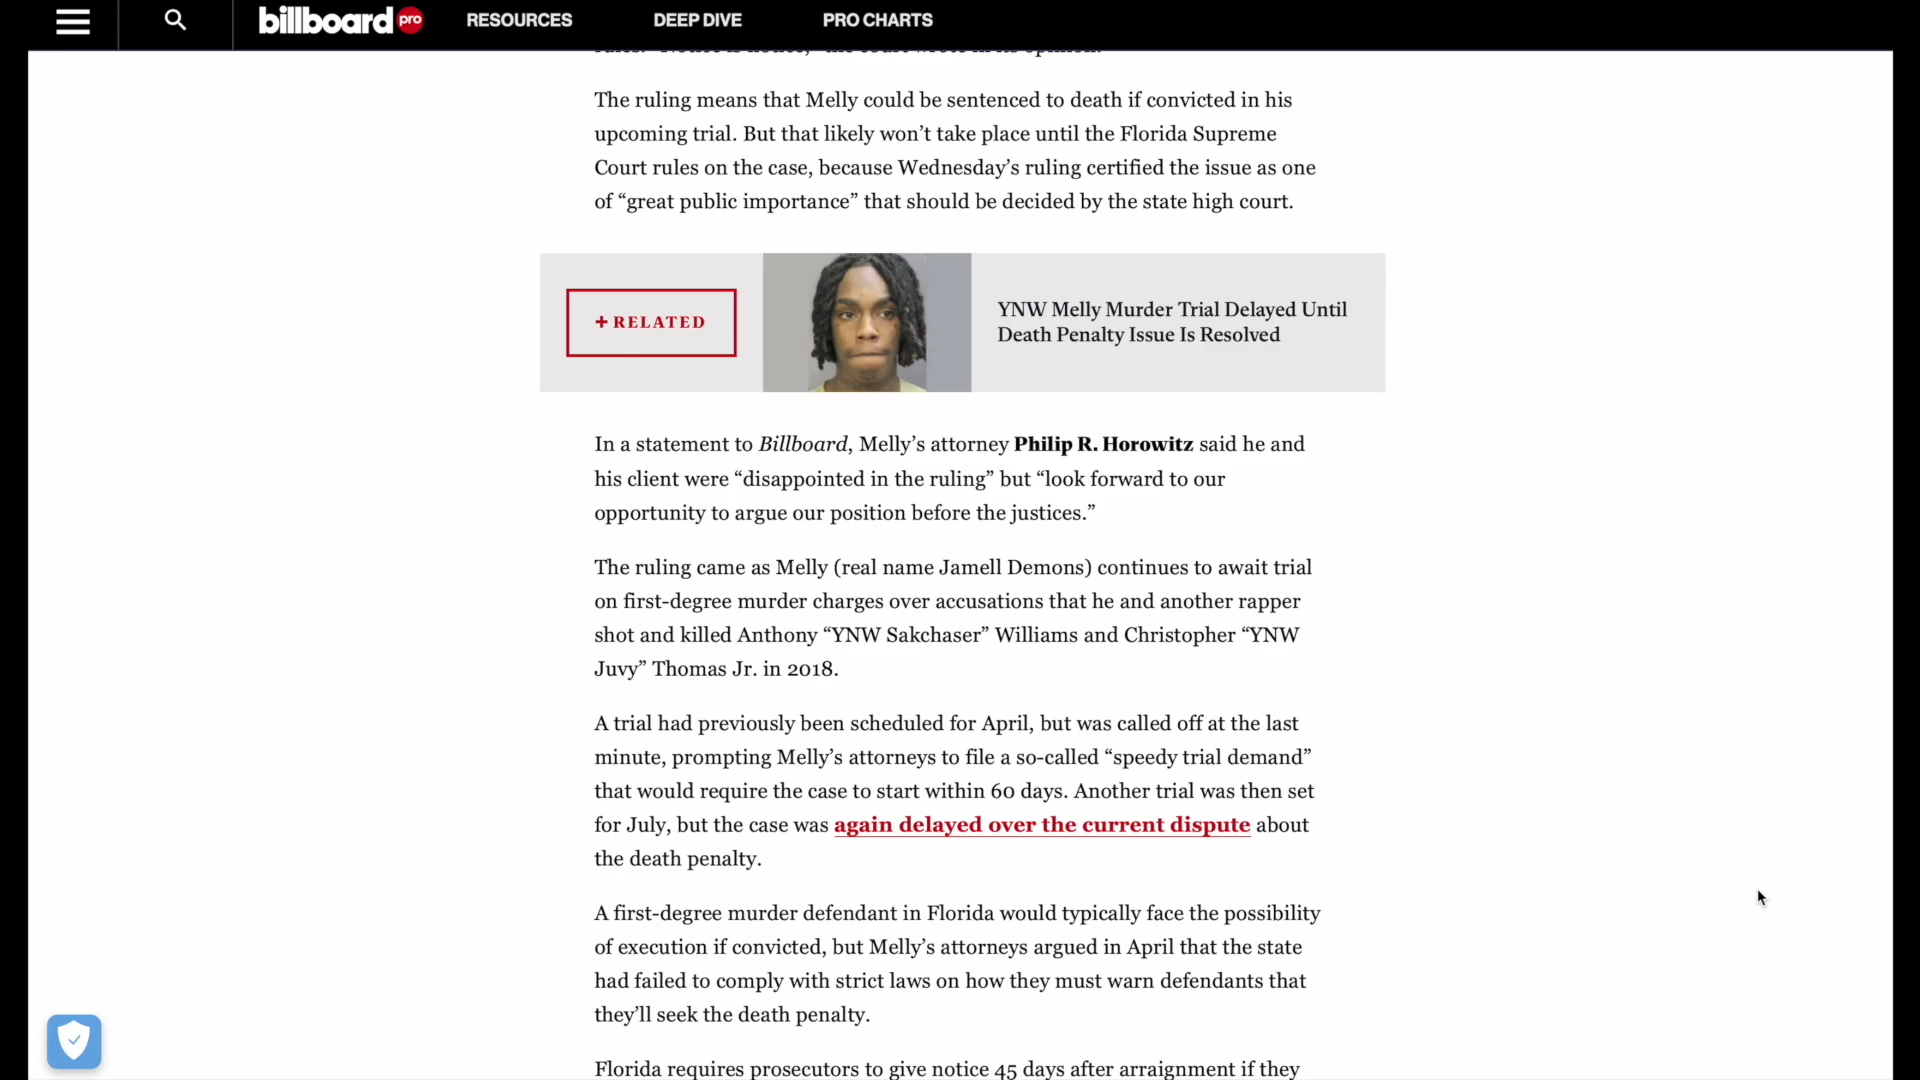 billboard pro
RESOURCES
DEEP DIVE
PRO CHARTS
The ruling means that Melly could be sentenced to death if convicted in his
upcoming trial. But that likely won’t take place until the Florida Supreme
Court rules on the case, because Wednesday’s ruling certified the issue as one
of “great public importance” that should be decided by the state high court.
+ RELATED
YNW Melly Murder Trial Delayed Until
Death Penalty Issue Is Resolved
In a statement to Billboard, Melly’s attorney Philip R. Horowitz said he and
his client were “disappointed in the ruling” but “look forward to our
opportunity to argue our position before the justices.”
The ruling came as Melly (real name Jamell Demons) continues to await trial
on first-degree murder charges over accusations that he and another rapper
shot and killed Anthony “YNW Sakchaser” Williams and Christopher “YNW
Juvy” Thomas Jr. in 2018.
A trial had previously been scheduled for April, but was called off at the last
minute, prompting Melly’s attorneys to file a so-called “speedy trial demand”
that would require the case to start within 60 days. Another trial was then set
for July, but the case was again delayed over the current dispute about
the death penalty.
A first-degree murder defendant in Florida would typically face the possibility
of execution if convicted, but Melly’s attorneys argued in April that the state
had failed to comply with strict laws on how they must warn defendants that
they’ll seek the death penalty.
Florida requires prosecutors to give notice 45 days after arraignment if they